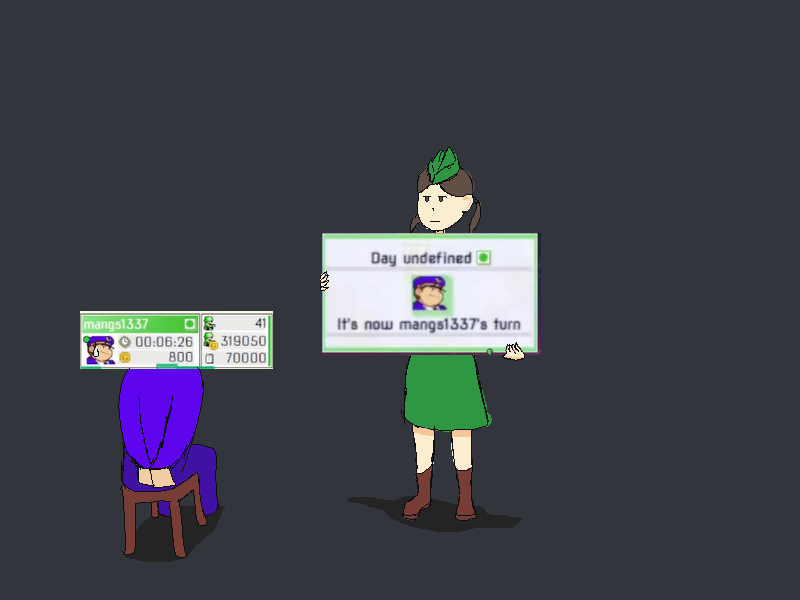 Day undefined
It's now mangs1337's turn
mangs1337
41
00:06:26
319050
G 800
70000